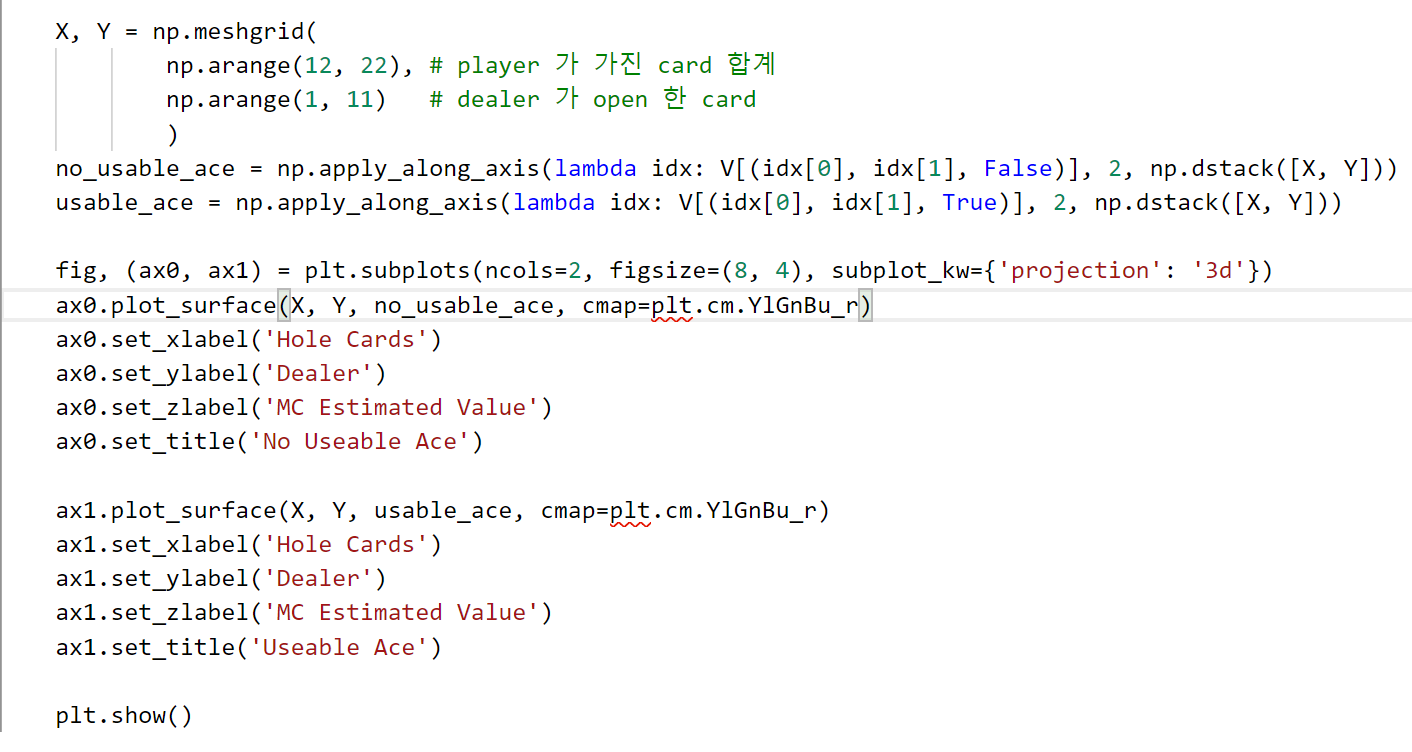 X, Y = np.meshgrid(
np.arange(12, 22), # player 가 가진 card 합계
np.arange(1, 11) # dealer 가 open 한 card
)
no_usable_ace = np.apply_along_axis(lambda idx: V[(idx[0], idx[1], False)], 2, np.dstack([X, Y]))
usable_ace = np.apply_along_axis(lambda idx: V[(idx[0], idx[1], True)], 2, np.dstack([X, Y]))
fig, (ax0, ax1) = plt.subplots(ncols=2, figsize=(8, 4), subplot_kw={'projection': '3d'})
ax0.plot_surface(X, Y, no_usable_ace, cmap=plt.cm.YlGnBu_r)
ax0.set_xlabel('Hole Cards')
ax0.set_ylabel('Dealer')
ax0.set_zlabel('MC Estimated Value')
ax0.set_title('No Useable Ace')
ax1.plot_surface(X, Y, usable_ace, cmap=plt.cm.YlGnBu_r)
ax1.set_xlabel('Hole Cards')
ax1.set_ylabel('Dealer')
ax1.set_zlabel('MC Estimated Value')
ax1.set_title('Useable Ace')
plt.show()